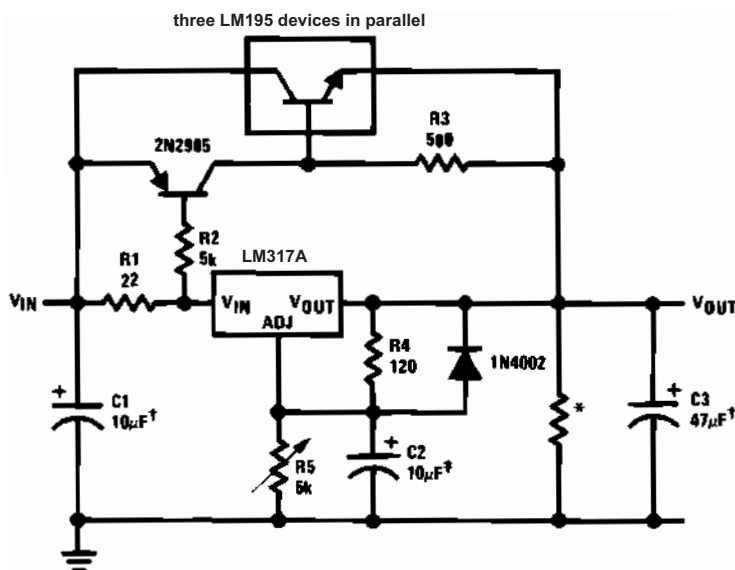 three LM195 devices in parallel
R3
500
2N2905
R2
5k
LM317A
R1
22
VIN
VIN
VOUT
ADJ
VOUT
R4
120
1N4002
+
C1
10µF†
*
+
C3
47µF†
+
C2
10µF‡
R5
5k